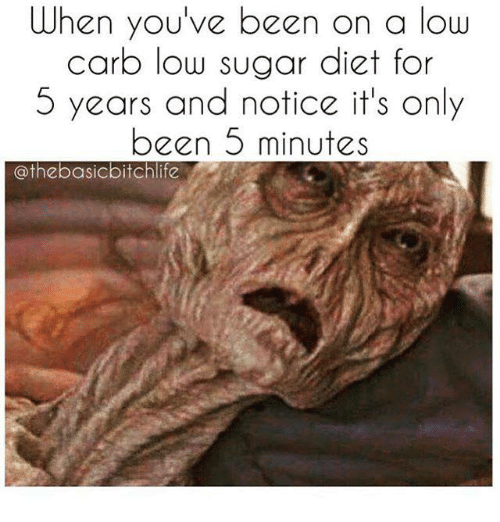 When you've been on a low
carb low sugar diet for
5 years and notice it's only
been 5 minutes
@thebasicbitchlife